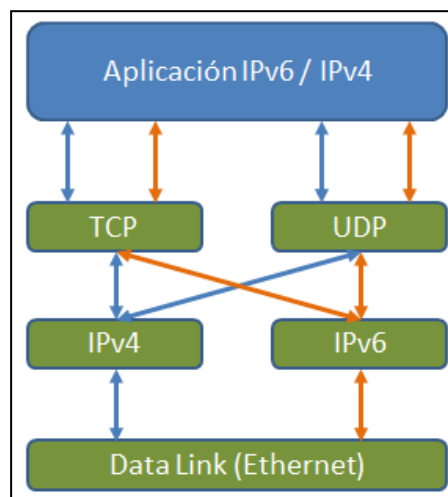 Aplicación IPv6 / IPv4
TCP
UDP
IPv4
IPv6
Data Link (Ethernet)